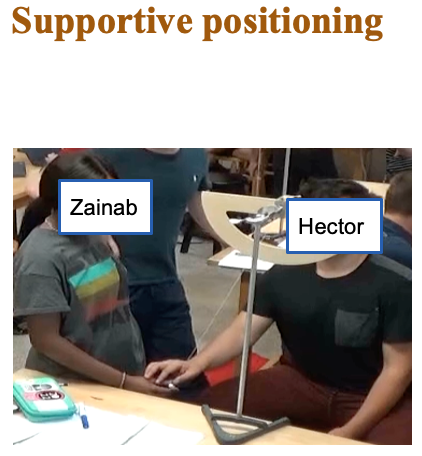 Supportive positioning
Zainab
Hector